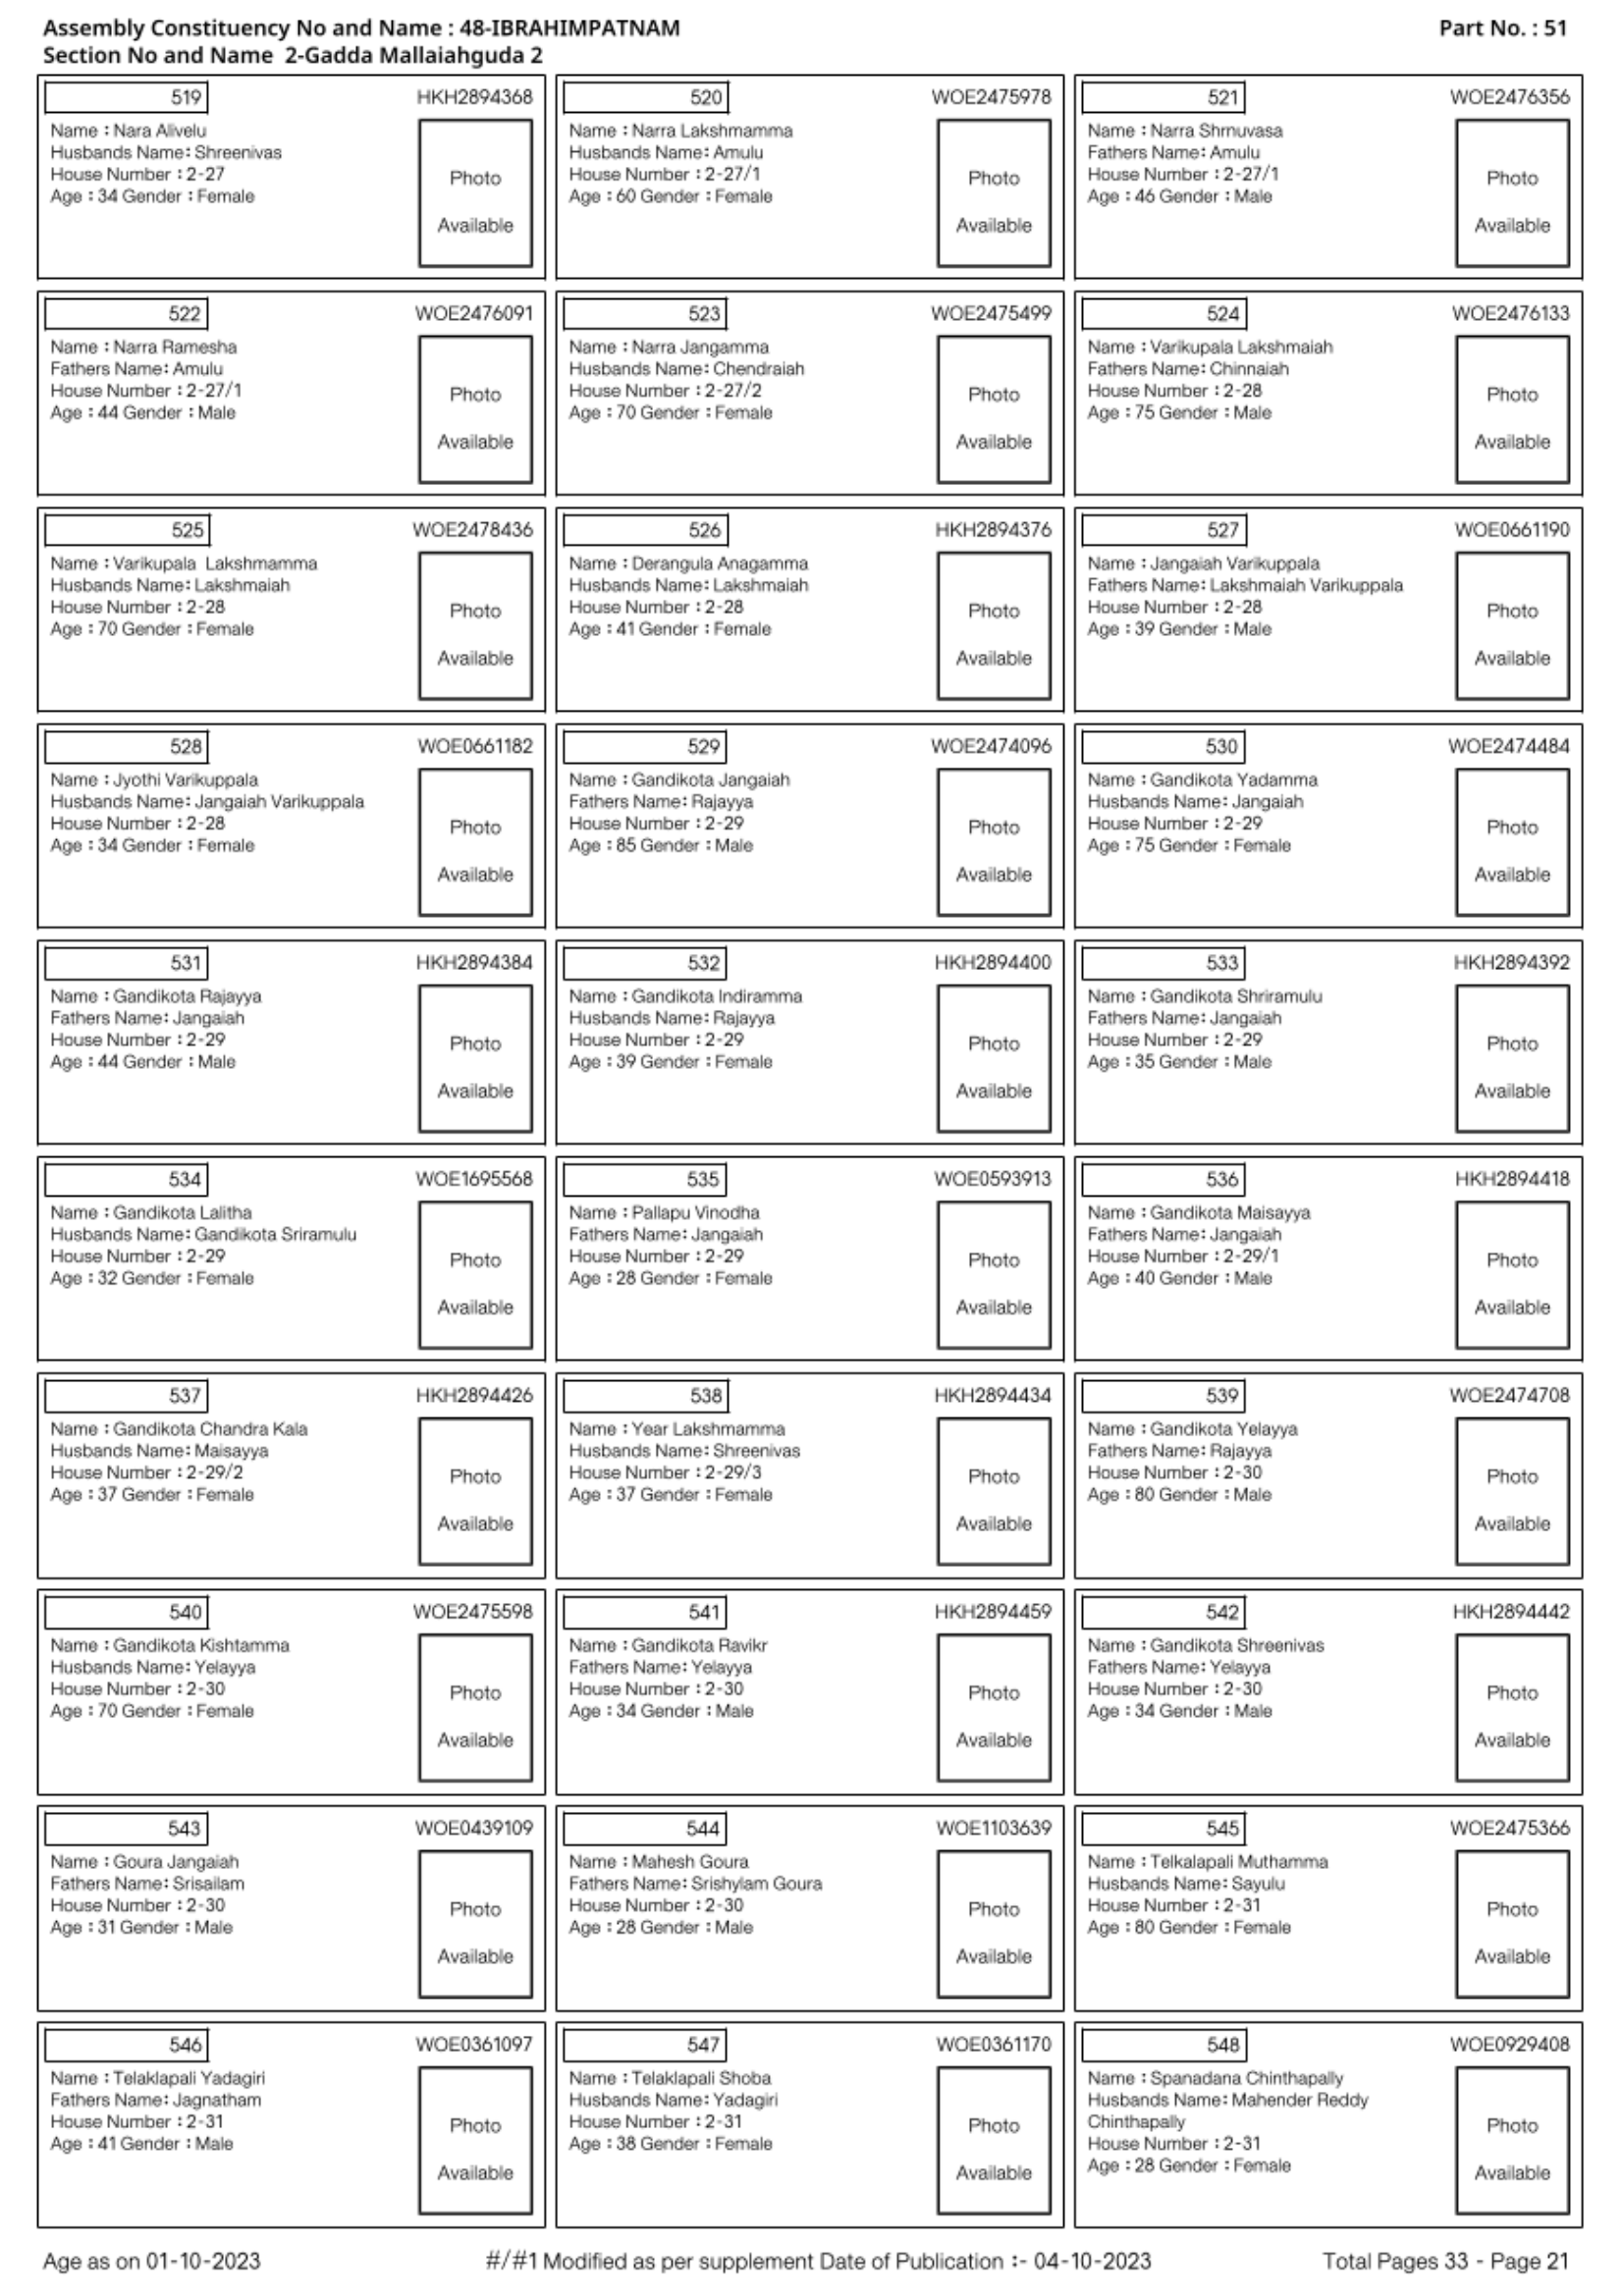 Assembly Constituency No and Name : 48-IBRAHIMPATNAM
Part No. : 51
Section No and Name 2-Gadda Mallaiahguda 2
519
HKH2894368
Name : Nara Alivelu
Husbands Name: Shreenivas
House Number : 2-27
Age : 34 Gender : Female
Photo
Available
520
WOE2475978
Name : Narra Lakshmamma
Husbands Name: Amulu
House Number : 2-27/1
Age : 60 Gender : Female
Photo
Available
521
WOE2476356
Name : Narra Shrnuvasa
Fathers Name: Amulu
House Number : 2-27/1
Age : 46 Gender : Male
Photo
Available
522
WOE2476091
Name : Narra Ramesha
Fathers Name: Amulu
House Number : 2-27/1
Age : 44 Gender : Male
Photo
Available
523
WOE2475499
Name : Narra Jangamma
Husbands Name: Chendraiah
House Number : 2-27/2
Age : 70 Gender : Female
Photo
Available
524
WOE2476133
Name : Varikupala Lakshmaiah
Fathers Name: Chinnaiah
House Number : 2-28
Age : 75 Gender : Male
Photo
Available
525
WOE2478436
Name : Varikupala Lakshmamma
Husbands Name: Lakshmaiah
House Number : 2-28
Age : 70 Gender : Female
Photo
Available
526
HKH2894376
Name : Derangula Anagamma
Husbands Name: Lakshmaiah
House Number : 2-28
Age : 41 Gender : Female
Photo
Available
527
WOE0661190
Name : Jangaiah Varikuppala
Fathers Name: Lakshmaiah Varikuppala
House Number : 2-28
Age : 39 Gender : Male
Photo
Available
528
WOE0661182
Name : Jyothi Varikuppala
Husbands Name: Jangaiah Varikuppala
House Number : 2-28
Age : 34 Gender : Female
Photo
Available
529
WOE2474096
Name : Gandikota Jangaiah
Fathers Name: Rajayya
House Number : 2-29
Age : 85 Gender : Male
Photo
Available
530
WOE2474484
Name : Gandikota Yadamma
Husbands Name: Jangaiah
House Number : 2-29
Age : 75 Gender : Female
Photo
Available
531
HKH2894384
Name : Gandikota Rajayya
Fathers Name: Jangaiah
House Number : 2-29
Age : 44 Gender : Male
Photo
Available
532
HKH2894400
Name : Gandikota Indiramma
Husbands Name: Rajayya
House Number : 2-29
Age : 39 Gender : Female
Photo
Available
533
HKH2894392
Name : Gandikota Shriramulu
Fathers Name: Jangaiah
House Number : 2-29
Age : 35 Gender : Male
Photo
Available
534
WOE1695568
Name : Gandikota Lalitha
Husbands Name: Gandikota Sriramulu
House Number : 2-29
Age : 32 Gender : Female
Photo
Available
535
WOE0593913
Name : Pallapu Vinodha
Fathers Name: Jangaiah
House Number : 2-29
Age : 28 Gender : Female
Photo
Available
536
HKH2894418
Name : Gandikota Maisayya
Fathers Name: Jangaiah
House Number : 2-29/1
Age : 40 Gender : Male
Photo
Available
537
HKH2894426
Name : Gandikota Chandra Kala
Husbands Name: Maisayya
House Number : 2-29/2
Age : 37 Gender : Female
Photo
Available
538
HKH2894434
Name : Year Lakshmamma
Husbands Name: Shreenivas
House Number : 2-29/3
Age : 37 Gender : Female
Photo
Available
539
WOE2474708
Name : Gandikota Yelayya
Fathers Name: Rajayya
House Number : 2-30
Age : 80 Gender : Male
Photo
Available
540
WOE2475598
Name : Gandikota Kishtamma
Husbands Name: Yelayya
House Number : 2-30
Age : 70 Gender : Female
Photo
Available
541
HKH2894459
Name : Gandikota Ravikr
Fathers Name: Yelayya
House Number : 2-30
Age : 34 Gender : Male
Photo
Available
542
HKH2894442
Name : Gandikota Shreenivas
Fathers Name: Yelayya
House Number : 2-30
Age : 34 Gender : Male
Photo
Available
543
WOE0439109
Name : Goura Jangaiah
Fathers Name: Srisailam
House Number : 2-30
Age : 31 Gender : Male
Photo
Available
544
WOE1103639
Name : Mahesh Goura
Fathers Name: Srishylam Goura
House Number : 2-30
Age : 28 Gender : Male
Photo
Available
545
WOE2475366
Name : Telkalapali Muthamma
Husbands Name: Sayulu
House Number : 2-31
Age : 80 Gender : Female
Photo
Available
546
WOE0361097
Name : Telaklapali Yadagiri
Fathers Name: Jagnatham
House Number : 2-31
Age : 41 Gender : Male
Photo
Available
547
WOE0361170
Name : Telaklapali Shoba
Husbands Name: Yadagiri
House Number : 2-31
Age : 38 Gender : Female
Photo
Available
548
WOE0929408
Name : Spanadana Chinthapally
Husbands Name: Mahender Reddy
Chinthapally
House Number : 2-31
Age : 28 Gender : Female
Photo
Available
Age as on 01-10-2023
#/#1 Modified as per supplement Date of Publication :- 04-10-2023
Total Pages 33 - Page 21